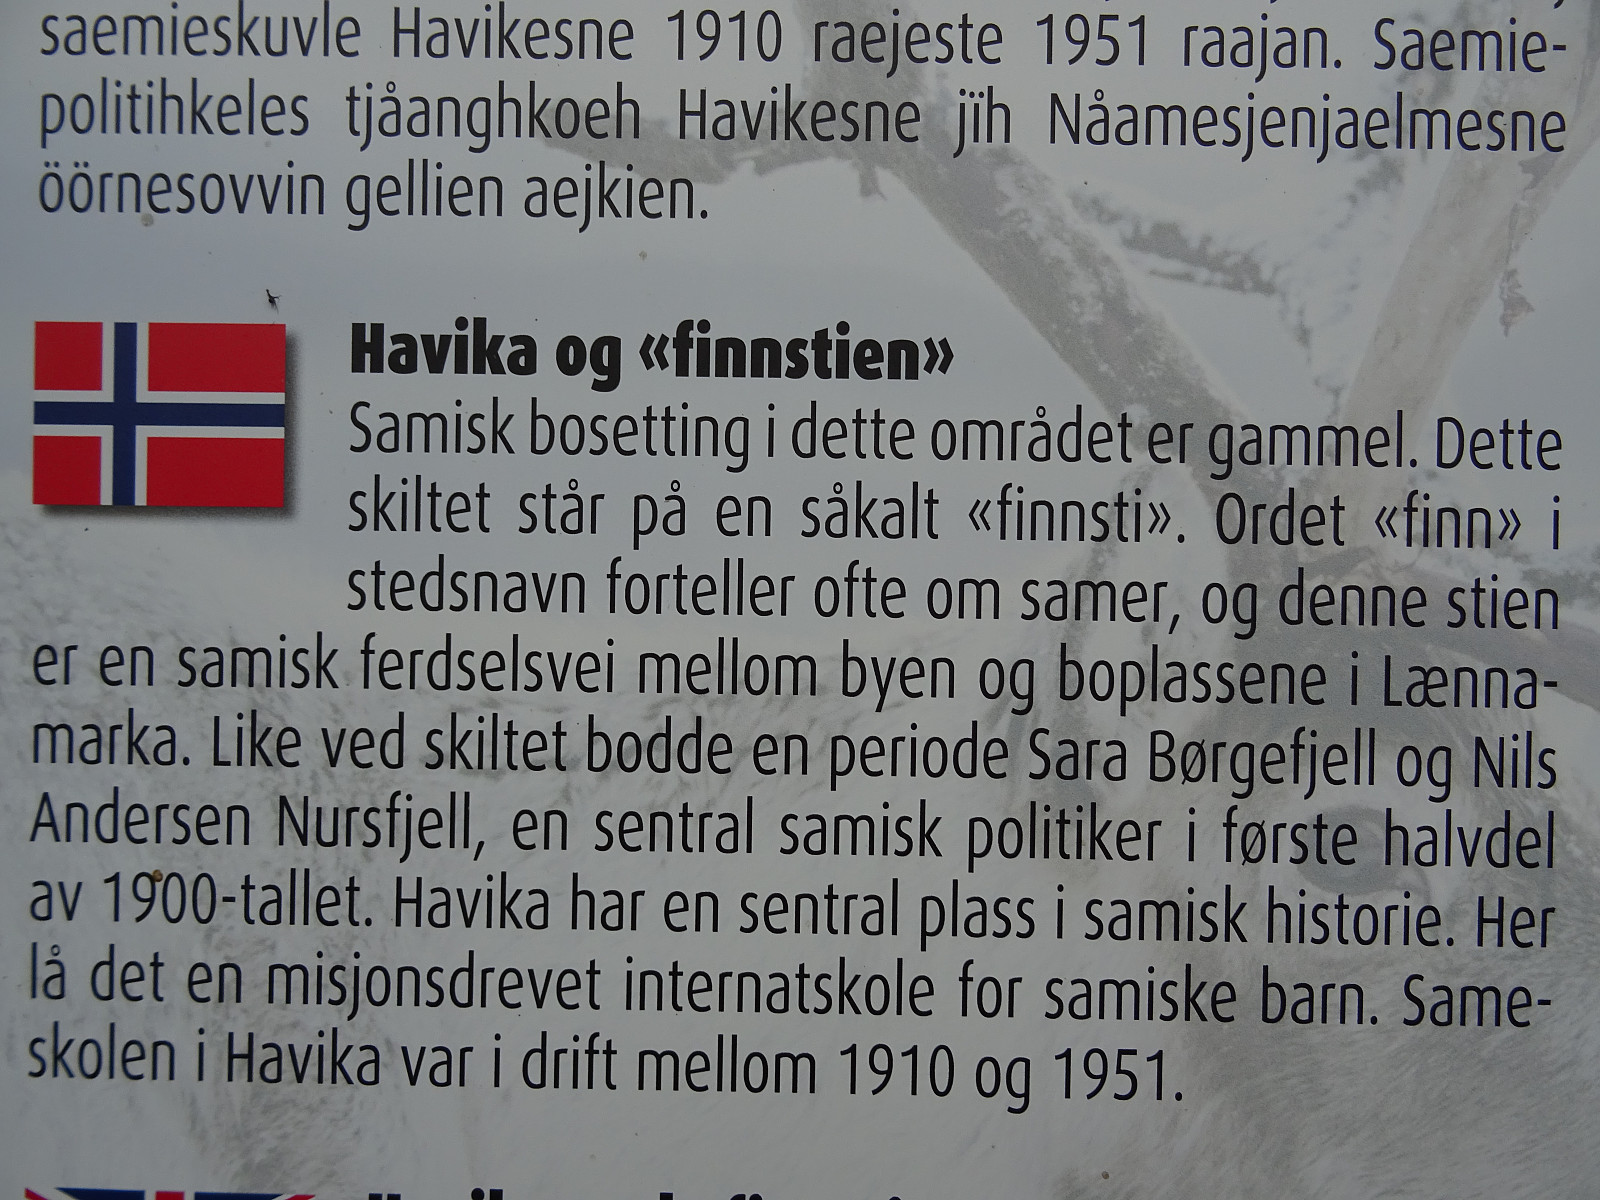 saemieskuvle Havikesne 1910 raejeste 1951 raajan. Saemie-
politihkeles tjåanghkoeh Havikesne jïh Nåamesjenjaelmesne
öörnesovvin gellien aejkien.
Havika og «finnstien»
Samisk bosetting i dette området er gammel. Dette
skiltet står på en såkalt «finnsti». Ordet «finn» i
stedsnavn forteller ofte om samer, og denne stien
er en samisk ferdselsvei mellom byen og boplassene i Lænna-
marka. Like ved skiltet bodde en periode Sara Børgefjell og Nils
Andersen Nursfjell, en sentral samisk politiker i første halvdel
av 1900-tallet. Havika har en sentral plass i samisk historie. Her
lå det en misjonsdrevet internatskole for samiske barn. Same-
skolen i Havika var i drift mellom 1910 og 1951.